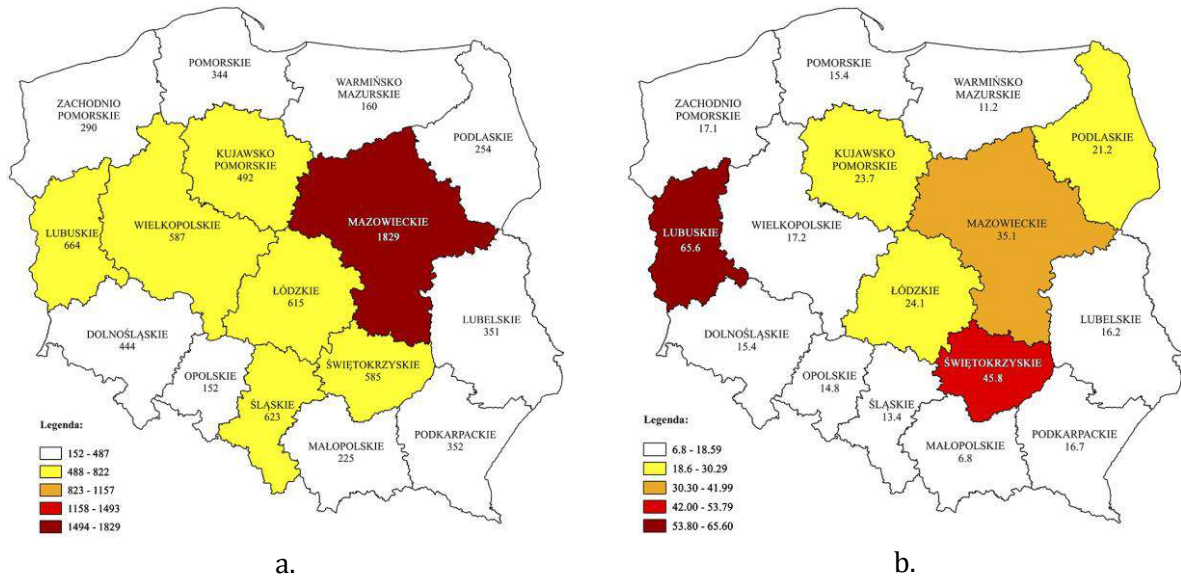 POMORSKIE
344
WARMIŃSKO
MAZURSKIE
160
ZACHODNIO
POMORSKIE
290
PODLASKIE
254
KUJAWSKO
POMORSKIE
492
MAZOWIECKIE
1829
LUBUSKIE
664
WIELKOPOLSKIE
587
ŁÓDZKIE
615
LUBELSKIE
351
DOLNOŚLĄSKIE
444
OPOLSKIE
152
ŚWIĘTOKRZYSKIE
585
ŚLĄSKIE
623
MAŁOPOLSKIE
225
PODKARPACKIE
352
Legenda:
152 - 487
488 - 822
823 - 1157
1158 - 1493
1494 - 1829
a.
POMORSKIE
15.4
WARMIŃSKO
MAZURSKIE
11.2
ZACHODNIO
POMORSKIE
17.1
PODLASKIE
21.2
KUJAWSKO
POMORSKIE
23.7
MAZOWIECKIE
35.1
LUBUSKIE
65.6
WIELKOPOLSKIE
17.2
ŁÓDZKIE
24.1
LUBELSKIE
16.2
DOLNOŚLĄSKIE
15.4
OPOLSKIE
14.8
ŚWIĘTOKRZYSKIE
45.8
ŚLĄSKIE
13.4
MAŁOPOLSKIE
6.8
PODKARPACKIE
16.7
Legenda:
6.8 - 18.59
18.6 - 30.29
30.30 - 41.99
42.00 - 53.79
53.80 - 65.60
b.